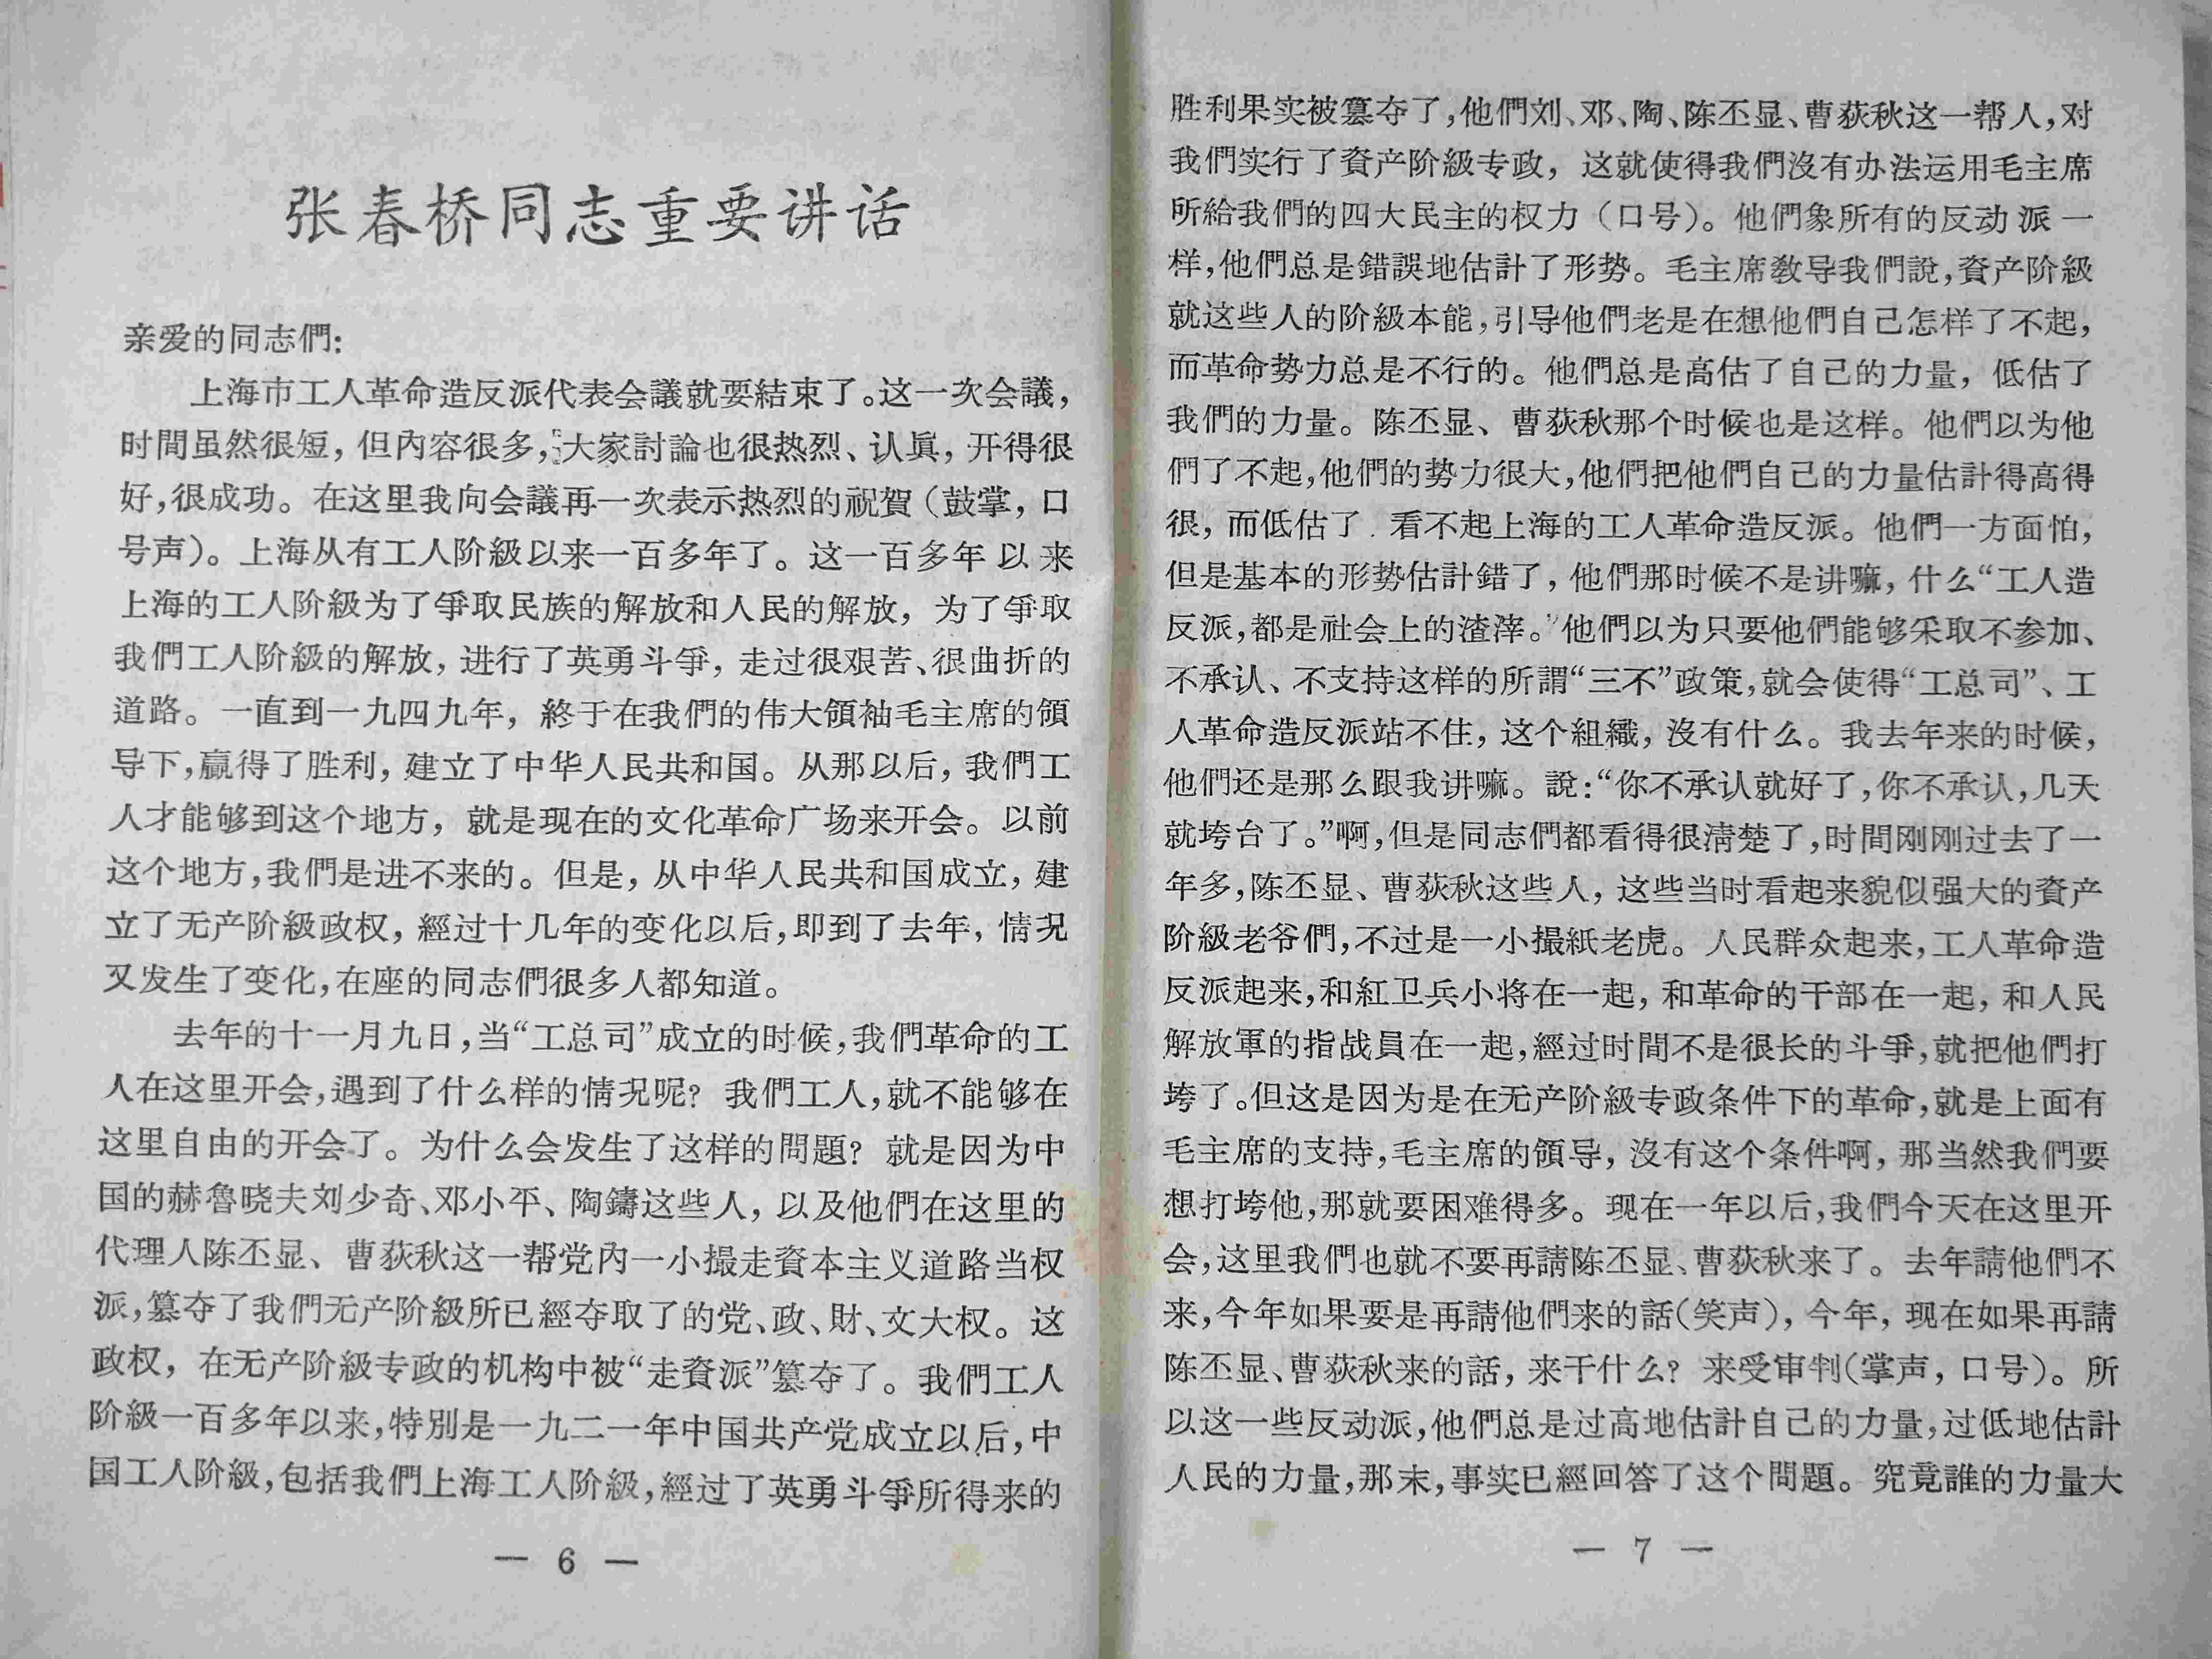 张春桥同志重要讲话
亲爱的同志們:
上海市工人革命造反派代表会議就要結束了。这一次会議,
时間虽然很短, 但內容很多,大家討論也很热烈、认眞, 开得很
好,很成功。在这里我向会議再一次表示热烈的祝賀(鼓掌, 口
号声)。上海从有工人阶級以来一百多年了。这一百多年以来
上海的工人阶級为了爭取民族的解放和人民的解放, 为了爭取
我們工人阶級的解放, 进行了英勇斗爭, 走过很艰苦、很曲折的
道路。一直到一九四九年, 終于在我們的伟大領袖毛主席的領
导下,赢得了胜利, 建立了中华人民共和国。从那以后, 我們工
人才能够到这个地方, 就是现在的文化革命广场来开会。以前
这个地方,我們是进不来的。但是, 从中华人民共和国成立, 建
立了无产阶級政权, 經过十几年的变化以后,即到了去年, 情况
又发生了变化,在座的同志們很多人都知道。
去年的十一月九日,当“工总司”成立的时候,我們革命的工
人在这里开会,遇到了什么样的情况呢? 我們工人,就不能够在
这里自由的开会了。为什么会发生了这样的問題? 就是因为中
国的赫魯晓夫刘少奇、邓小平、陶鑄这些人, 以及他們在这里的
代理人陈丕显、曹荻秋这一帮党內一小撮走資本主义道路当权
派,篡夺了我們无产阶級所已經夺取了的党、政、財、文大权。这
政权, 在无产阶級专政的机构中被“走資派”篡夺了。我們工人
阶級一百多年以来,特別是一九二一年中国共产党成立以后,中
国工人阶級,包括我們上海工人阶級,經过了英勇斗爭所得来的
— 6 —
胜利果实被篡夺了,他們刘、邓、陶、陈丕显、曹荻秋这一帮人,对
我們实行了資产阶級专政, 这就使得我們沒有办法运用毛主席
所給我們的四大民主的权力(口号)。他們象所有的反动派一
样,他們总是錯誤地估計了形势。毛主席敎导我們說,資产阶級
就这些人的阶級本能,引导他們老是在想他們自己怎样了不起,
而革命势力总是不行的。他們总是高估了自己的力量, 低估了
我們的力量。陈丕显、曹荻秋那个时候也是这样。他們以为他
們了不起,他們的势力很大,他們把他們自己的力量估計得高得
很, 而低估了. 看不起上海的工人革命造反派。他們一方面怕,
但是基本的形势估計錯了, 他們那时候不是讲嘛, 什么“工人造
反派,都是社会上的渣滓。”他們以为只要他們能够采取不参加、
不承认、不支持这样的所謂“三不”政策,就会使得“工总司”、工
人革命造反派站不住, 这个組織, 沒有什么。我去年来的时候,
他們还是那么跟我讲嘛。說:“你不承认就好了,你不承认,几天
就垮台了。”啊,但是同志們都看得很淸楚了,时間刚刚过去了一
年多,陈丕显、曹荻秋这些人, 这些当时看起来貌似强大的資产
阶級老爷們,不过是一小撮紙老虎。人民群众起来,工人革命造
反派起来,和紅卫兵小将在一起, 和革命的干部在一起, 和人民
解放軍的指战員在一起,經过时間不是很长的斗爭,就把他們打
垮了。但这是因为是在无产阶級专政条件下的革命,就是上面有
毛主席的支持,毛主席的領导, 沒有这个条件啊, 那当然我們要
想打垮他,那就要困难得多。现在一年以后,我們今天在这里开
会,这里我們也就不要再請陈丕显、曹荻秋来了。去年請他們不
来,今年如果要是再請他們来的話(笑声), 今年, 现在如果再請
陈丕显、曹荻秋来的話, 来干什么? 来受审判(掌声, 口号)。所
以这一些反动派,他們总是过高地估計自己的力量,过低地估計
人民的力量,那末,事实已經回答了这个問題。究竟誰的力量大
— 7 —